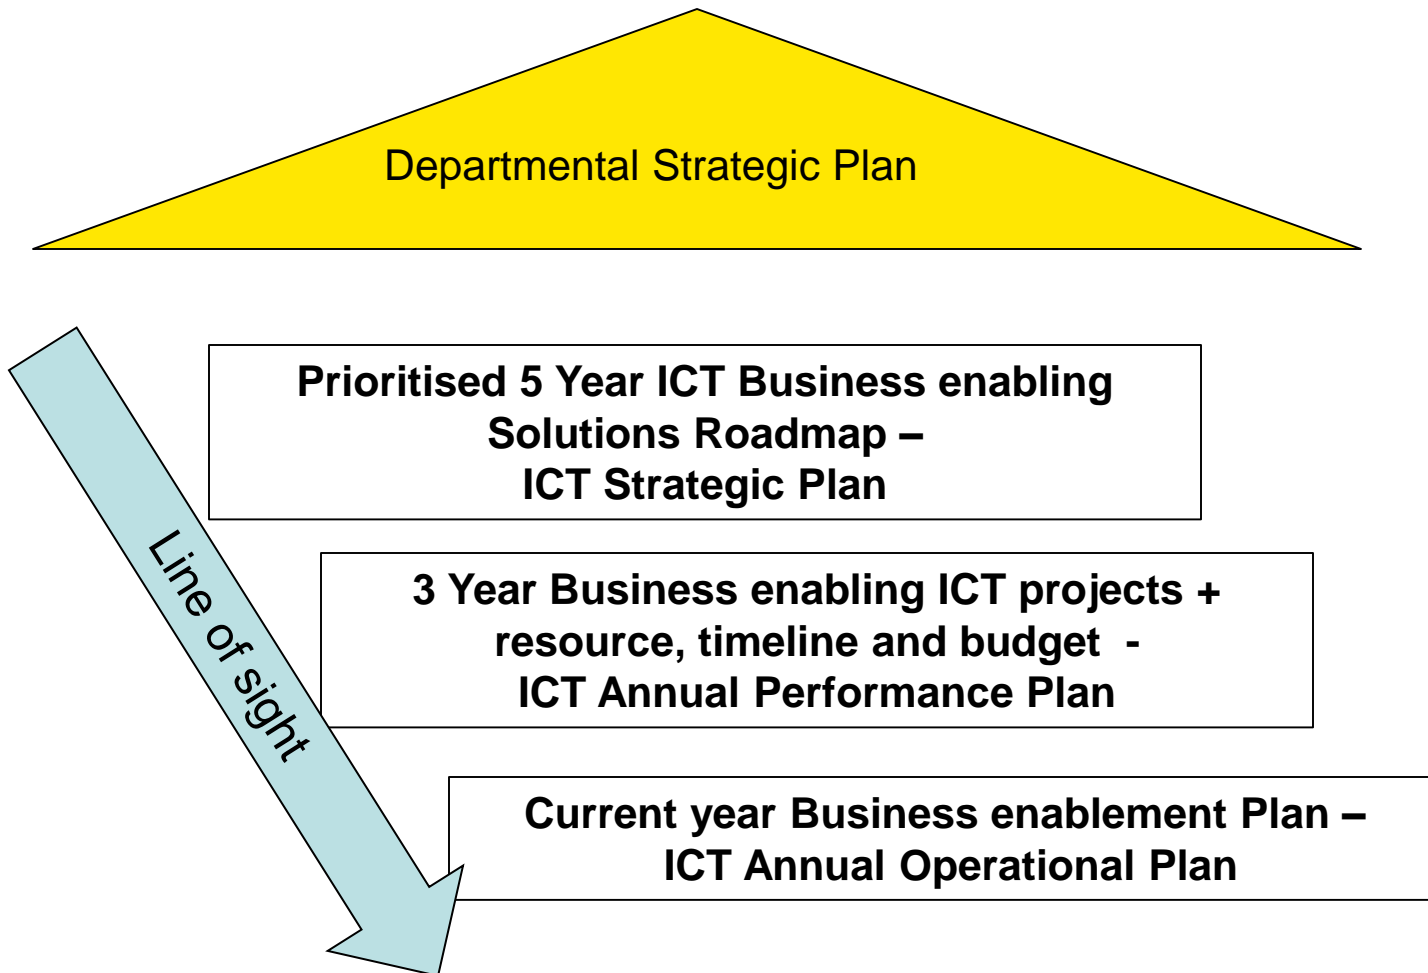 Departmental Strategic Plan
Prioritised 5 Year ICT Business enabling
Solutions Roadmap –
ICT Strategic Plan
Line of sight
3 Year Business enabling ICT projects +
resource, timeline and budget  -
ICT Annual Performance Plan
Current year Business enablement Plan –
ICT Annual Operational Plan